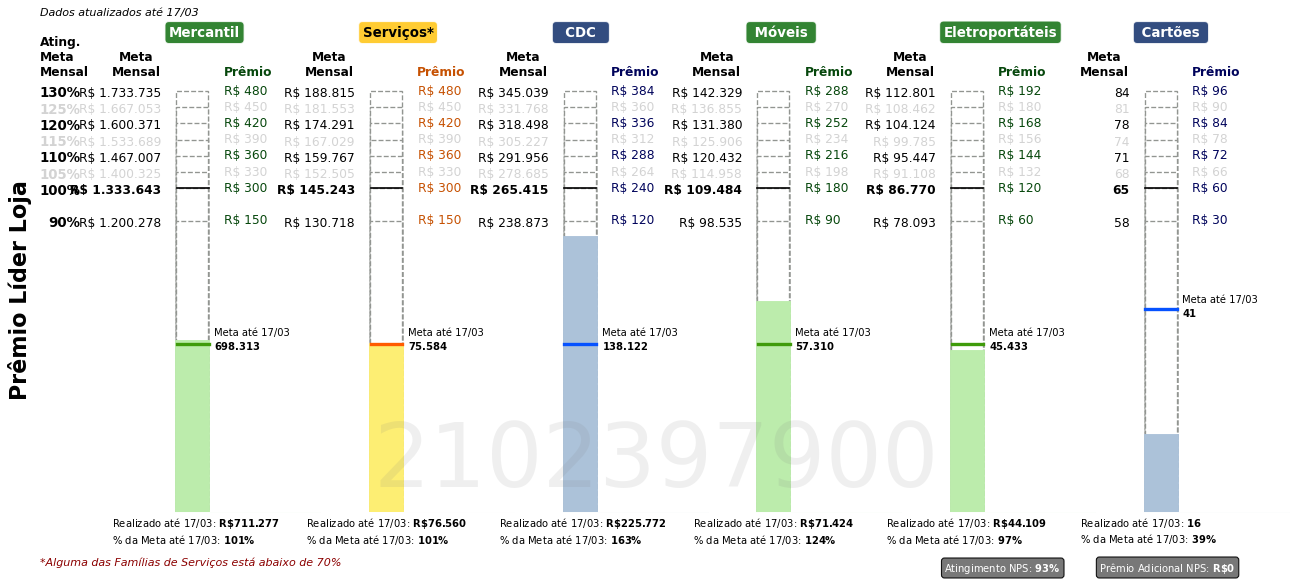 Dados atualizados até 17/03
Mercantil Serviços* CDC Móveis Eletroportáteis Cartões
Ating.
Meta Meta Meta Meta Meta Meta Meta
Mensal Mensal Prêmio Mensal Prêmio Mensal Prêmio Mensal Prêmio Mensal Prêmio Mensal Prêmio
130% R$ 1.733.735 R$ 480 R$ 188.815 R$ 480 R$ 345.039 R$ 384 R$ 142.329 R$ 288 R$ 112.801 R$ 192 84 R$ 96
125% R$ 1.667.053 R$ 450 R$ 181.553 R$ 450 R$ 331.768 R$ 360 R$ 136.855 R$ 270 R$ 108.462 R$ 180 81 R$ 90
120% R$ 1.600.371 R$ 420 R$ 174.291 R$ 420 R$ 318.498 R$ 336 R$ 131.380 R$ 252 R$ 104.124 R$ 168 78 R$ 84
115% R$ 1.533.689 R$ 390 R$ 167.029 R$ 390 R$ 305.227 R$ 312 R$ 125.906 R$ 234 R$ 99.785 R$ 156 74 R$ 78
110% R$ 1.467.007 R$ 360 R$ 159.767 R$ 360 R$ 291.956 R$ 288 R$ 120.432 R$ 216 R$ 95.447 R$ 144 71 R$ 72
105% R$ 1.400.325 R$ 330 R$ 152.505 R$ 330 R$ 278.685 R$ 264 R$ 114.958 R$ 198 R$ 91.108 R$ 132 68 R$ 66
100% R$ 1.333.643 R$ 300 R$ 145.243 R$ 300 R$ 265.415 R$ 240 R$ 109.484 R$ 180 R$ 86.770 R$ 120 65 R$ 60
90% R$ 1.200.278 R$ 150 R$ 130.718 R$ 150 R$ 238.873 R$ 120 R$ 98.535 R$ 90 R$ 78.093 R$ 60 58 R$ 30
Prêmio Líder Loja
Meta até 17/03
41
Meta até 17/03 Meta até 17/03 Meta até 17/03 Meta até 17/03 Meta até 17/03
698.313 75.584 138.122 57.310 45.433
2102397900
Realizado até 17/03: R$711.277 Realizado até 17/03: R$76.560 Realizado até 17/03: R$225.772 Realizado até 17/03: R$71.424 Realizado até 17/03: R$44.109 Realizado até 17/03: 16
% da Meta até 17/03: 101% % da Meta até 17/03: 101% % da Meta até 17/03: 163% % da Meta até 17/03: 124% % da Meta até 17/03: 97% % da Meta até 17/03: 39%
*Alguma das Famílias de Serviços está abaixo de 70%
Atingimento NPS: 93% Prêmio Adicional NPS: R$0